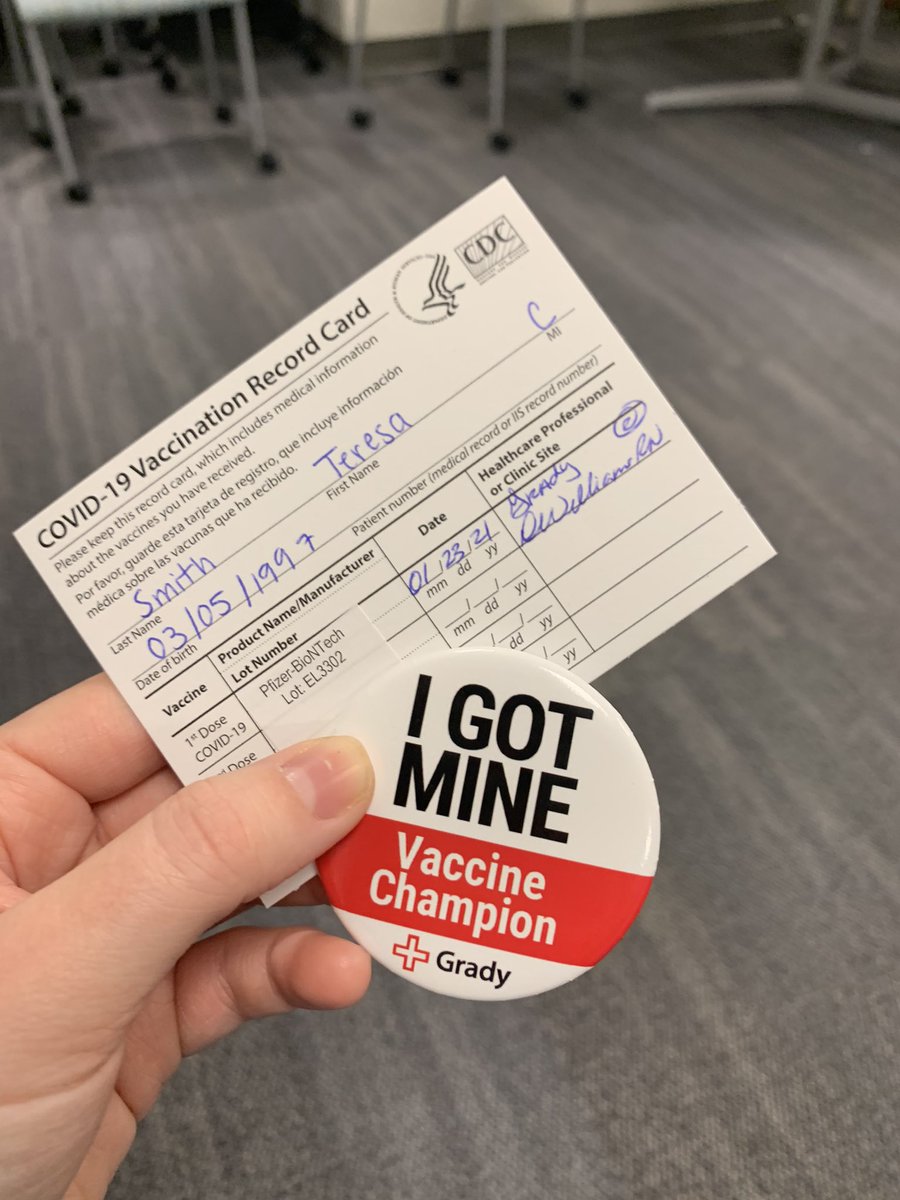 CDC
COVID-19 Vaccination Record Card
Please keep this record card, which includes medical information
about the vaccines you have received.
Por favor, guarde esta tarjeta de registro, que incluye información
médica sobre las vacunas que ha recibido.
Smith Teresa C
Last Name First Name MI
03/05/1997
Date of birth Patient number (medical record or IIS record number)
Vaccine Product Name/Manufacturer Date Healthcare Professional
Lot Number or Clinic Site
1st Dose
COVID-19
Pfizer-BioNTech
Lot: EL3302
01/23/21
mm dd yy
Grady
Williams RN
Dose
mm dd yy
dd yy
yy
I GOT
MINE
Vaccine
Champion
Grady